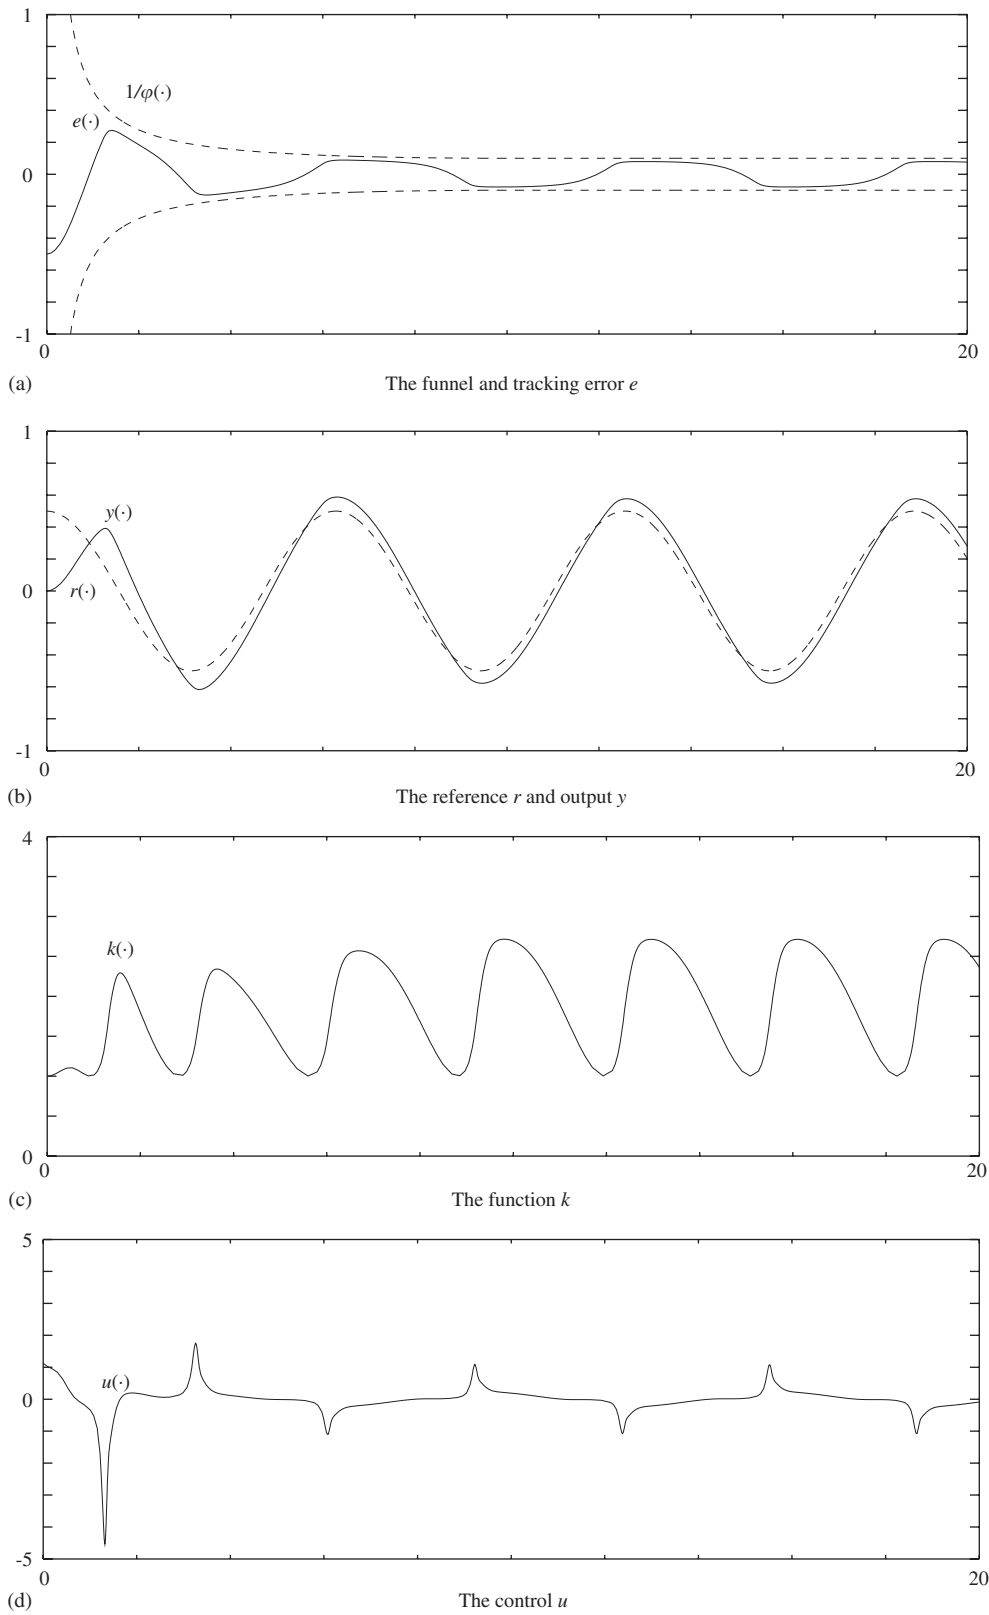 1
1/φ(·)
e(·)
0
-1
0
20
(a)
The funnel and tracking error e
1
y(·)
0
r(·)
-1
0
20
(b)
The reference r and output y
4
k(·)
0
0
20
(c)
The function k
5
u(·)
0
-5
0
20
(d)
The control u